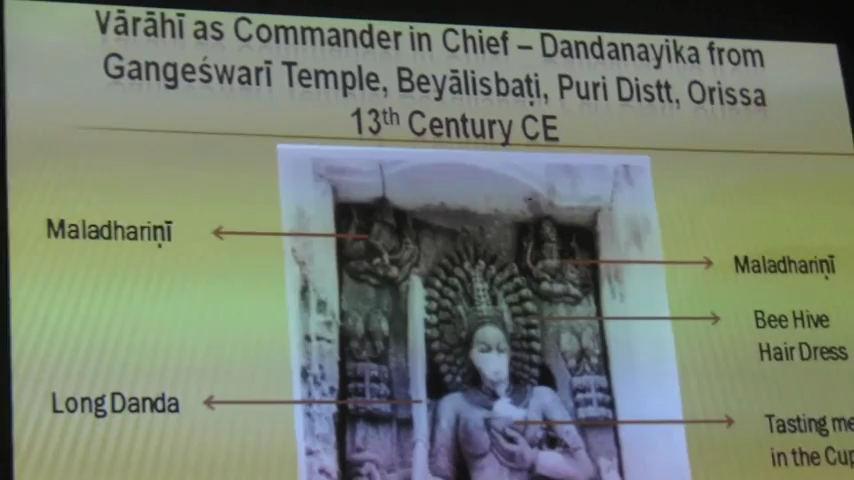 Vārāhī as Commander in Chief – Dandanayika from
Gangeśwarī Temple, Beyālisbaṭi, Puri Distt, Orissa
13th Century CE
Maladhariṇī
Maladhariṇī
Bee Hive
Hair Dress
Long Danda
Tasting
in the